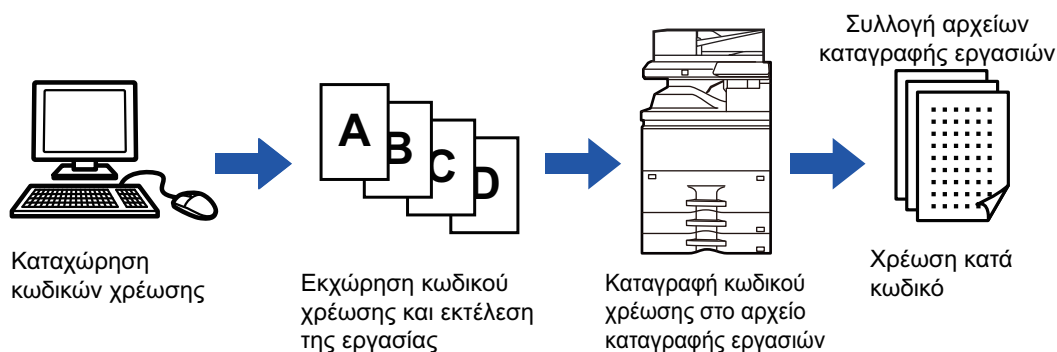 Συλλογή αρχείων
καταγραφής εργασιών
A
B
C
D
Καταχώρηση
κωδικών χρέωσης
Εκχώρηση κωδικού
χρέωσης και εκτέλεση
της εργασίας
Καταγραφή κωδικού
χρέωσης στο αρχείο
καταγραφής εργασιών
Χρέωση κατά
κωδικό